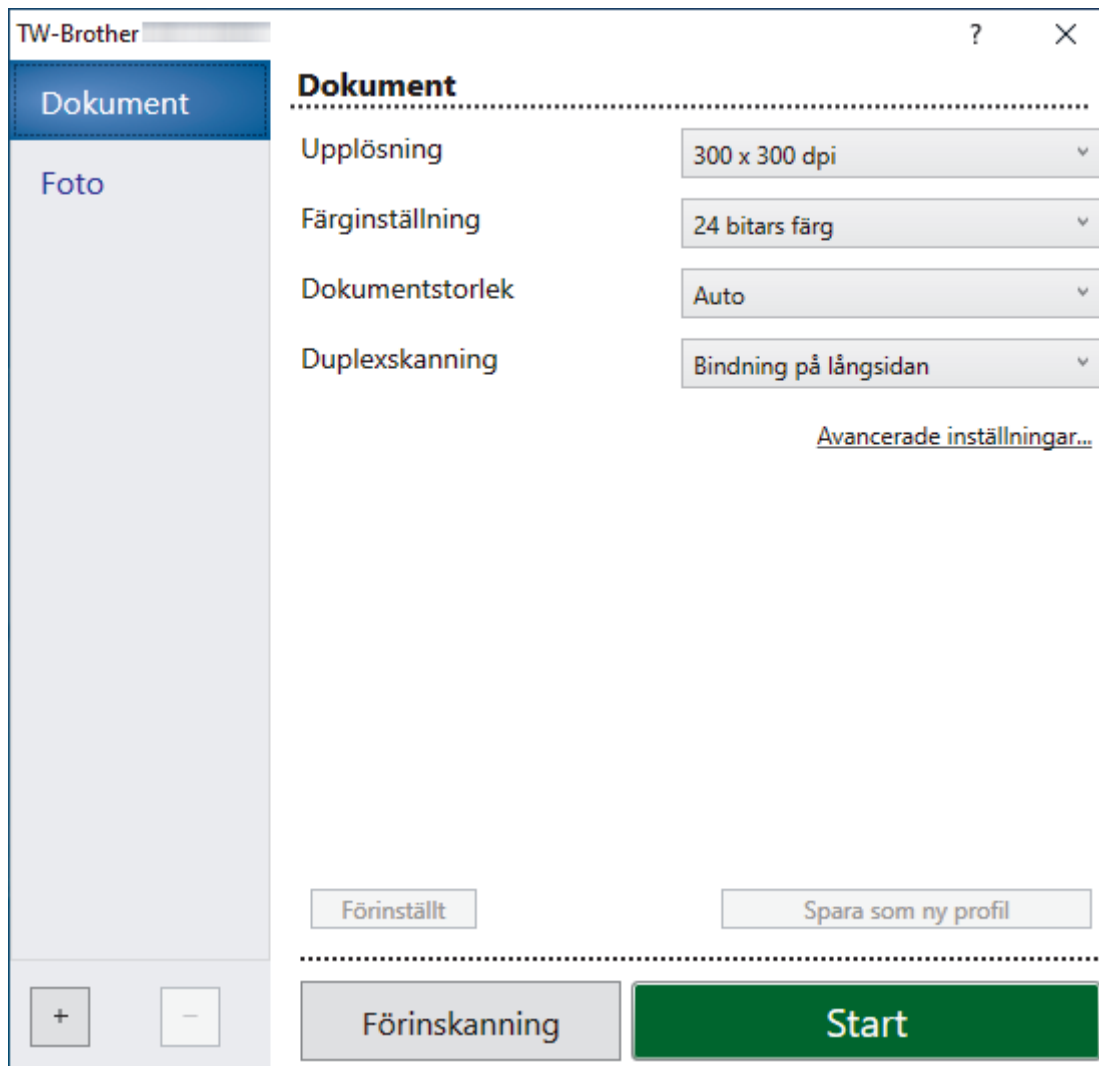 TW-Brother
? ×
Dokument
Foto
Dokument
Upplösning 300 x 300 dpi
Färginställning 24 bitars färg
Dokumentstorlek Auto
Duplexskanning Bindning på långsidan
Avancerade inställningar...
Förinställt Spara som ny profil
+ −
Förinskanning Start